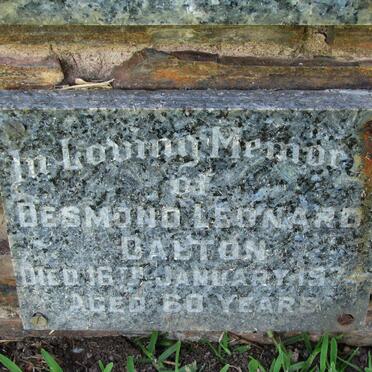 In Loving Memory
of
DESMOND LEONARD
DALTON
DIED 16TH JANUARY
AGED 60 YEARS